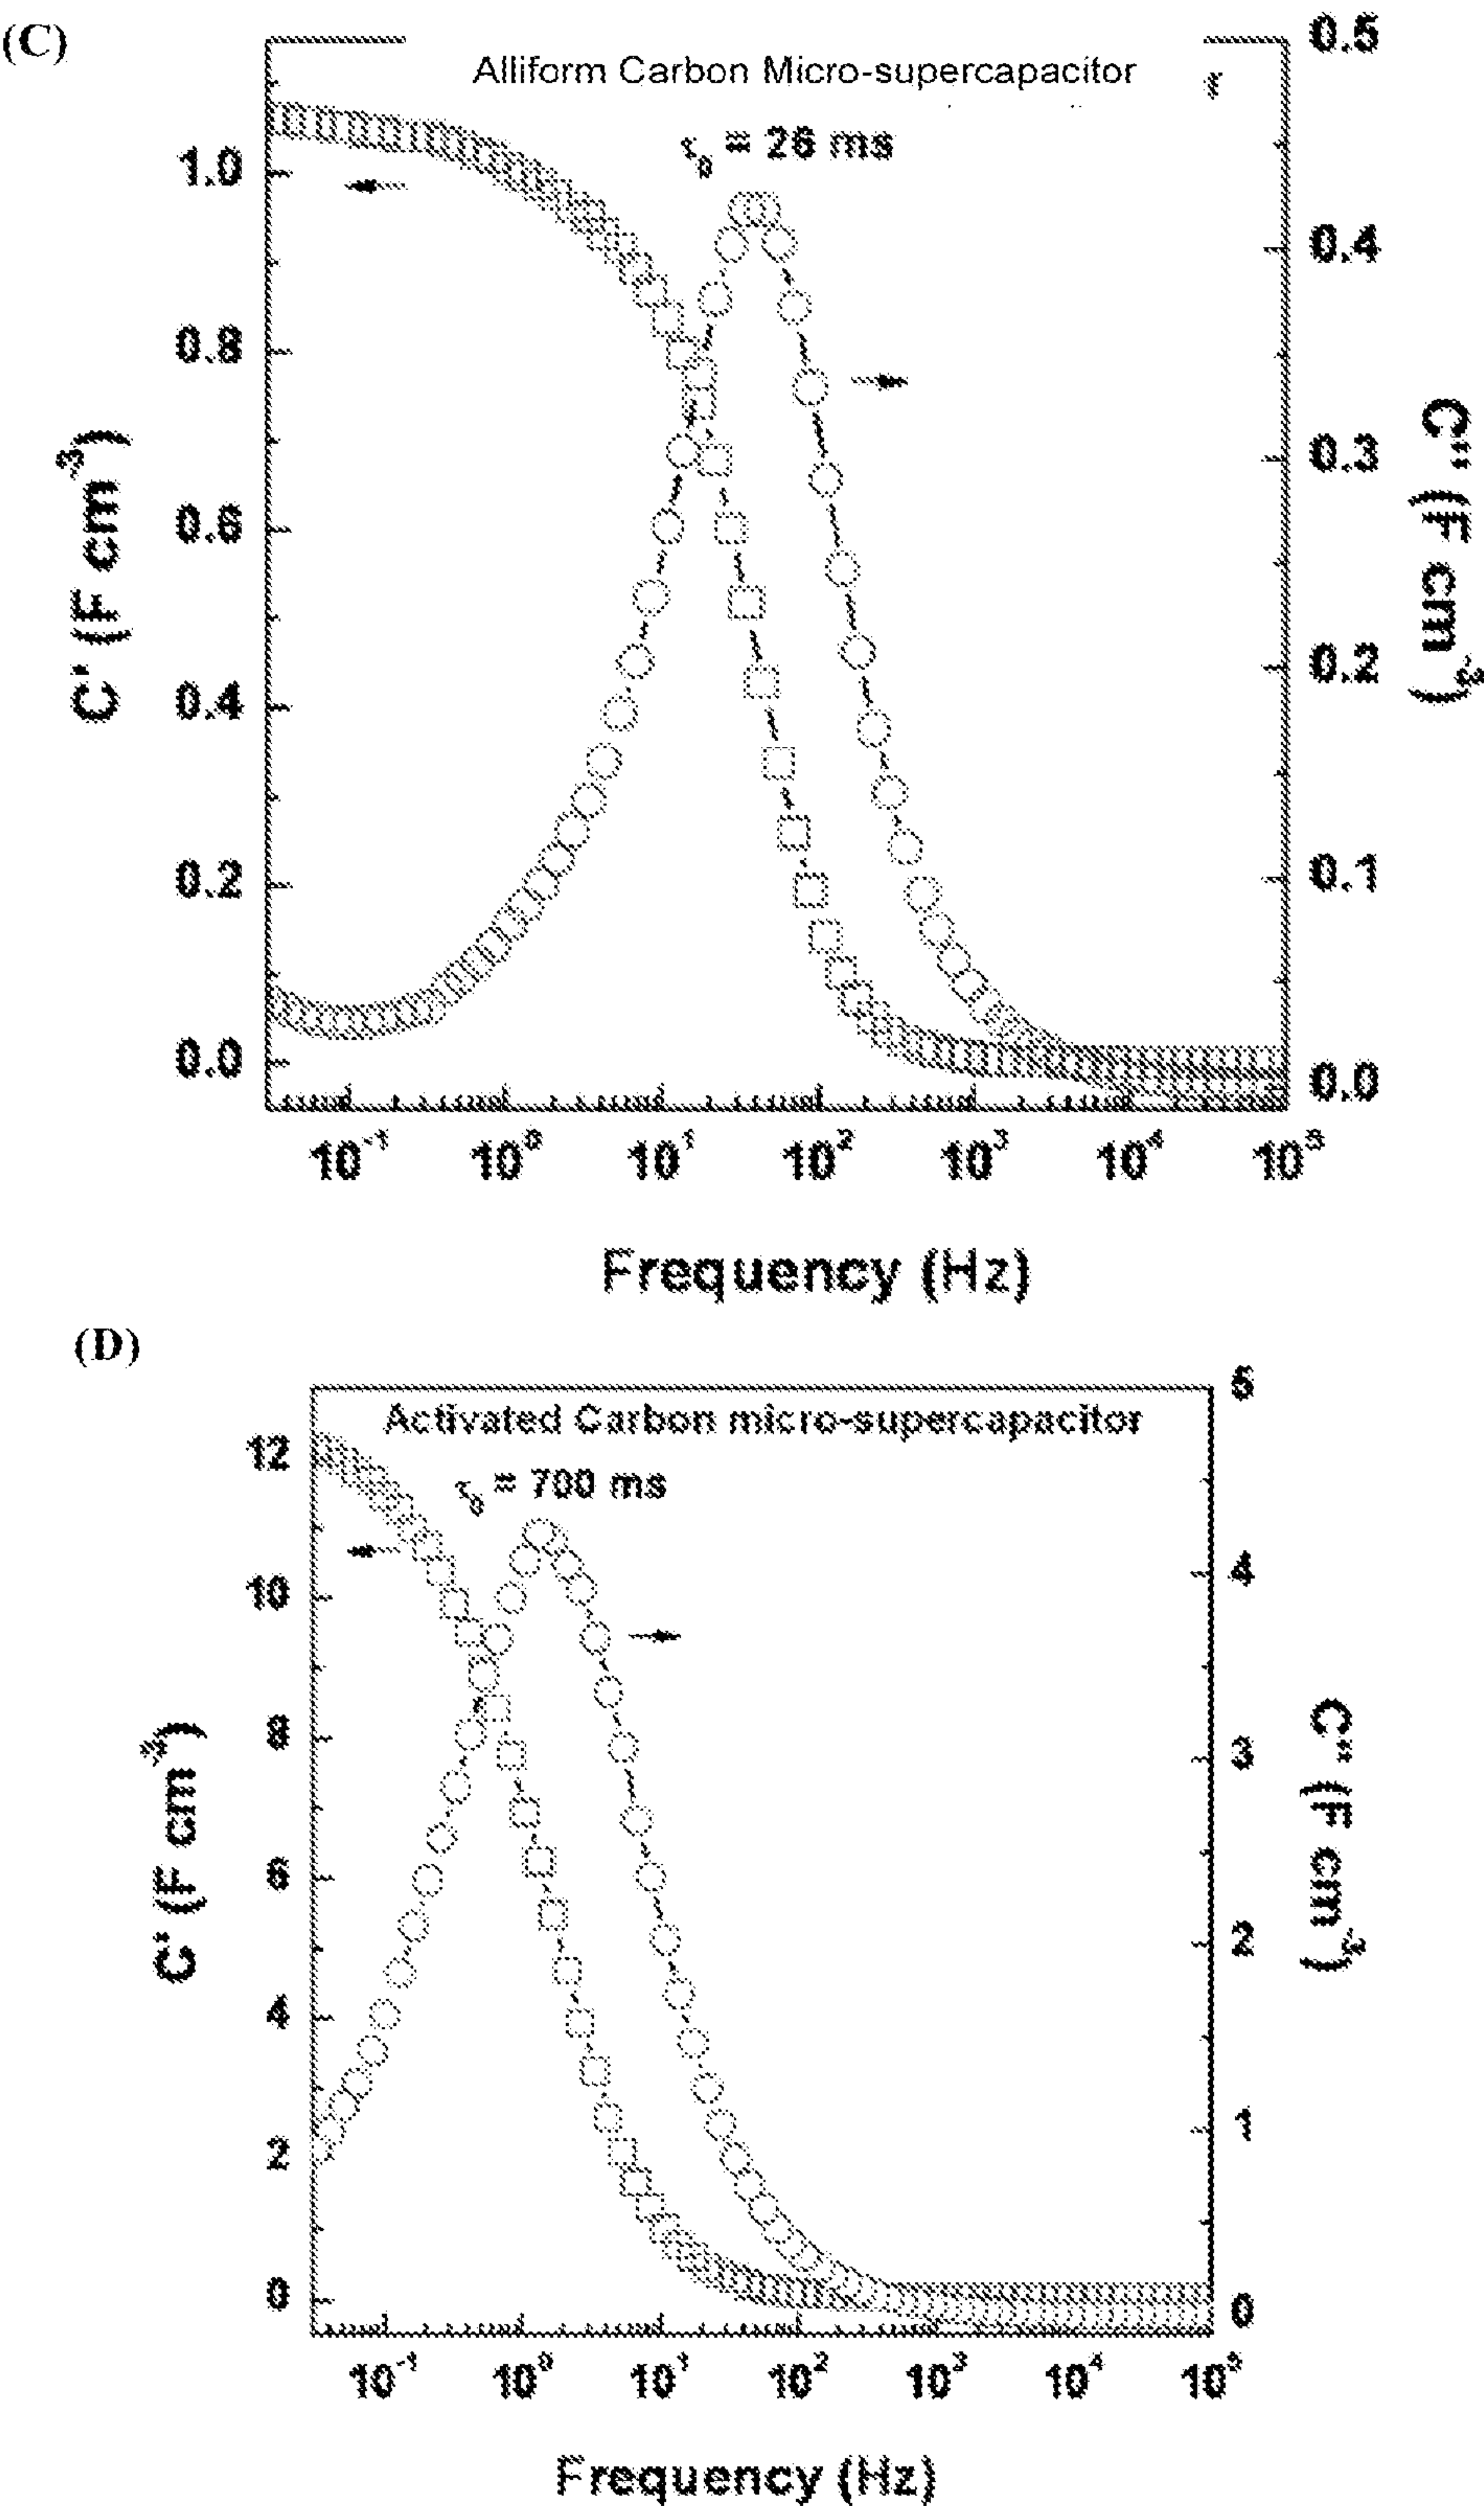 (C)
Alliform Carbon Micro-supercapacitor
τ₀ = 26 ms
0.5
1.0
0.4
0.8
0.3
0.6
0.2
0.4
0.1
0.2
0.0
0.0
C' (F cm⁻³)
C'' (F cm⁻³)
10⁻¹ 10⁰ 10¹ 10² 10³ 10⁴ 10⁵
Frequency (Hz)
(D)
Activated Carbon micro-supercapacitor
τ₀ = 700 ms
5
12
4
10
8
3
6
2
4
1
2
0
0
C' (F cm⁻³)
C'' (F cm⁻³)
10⁻¹ 10⁰ 10¹ 10² 10³ 10⁴ 10⁵
Frequency (Hz)